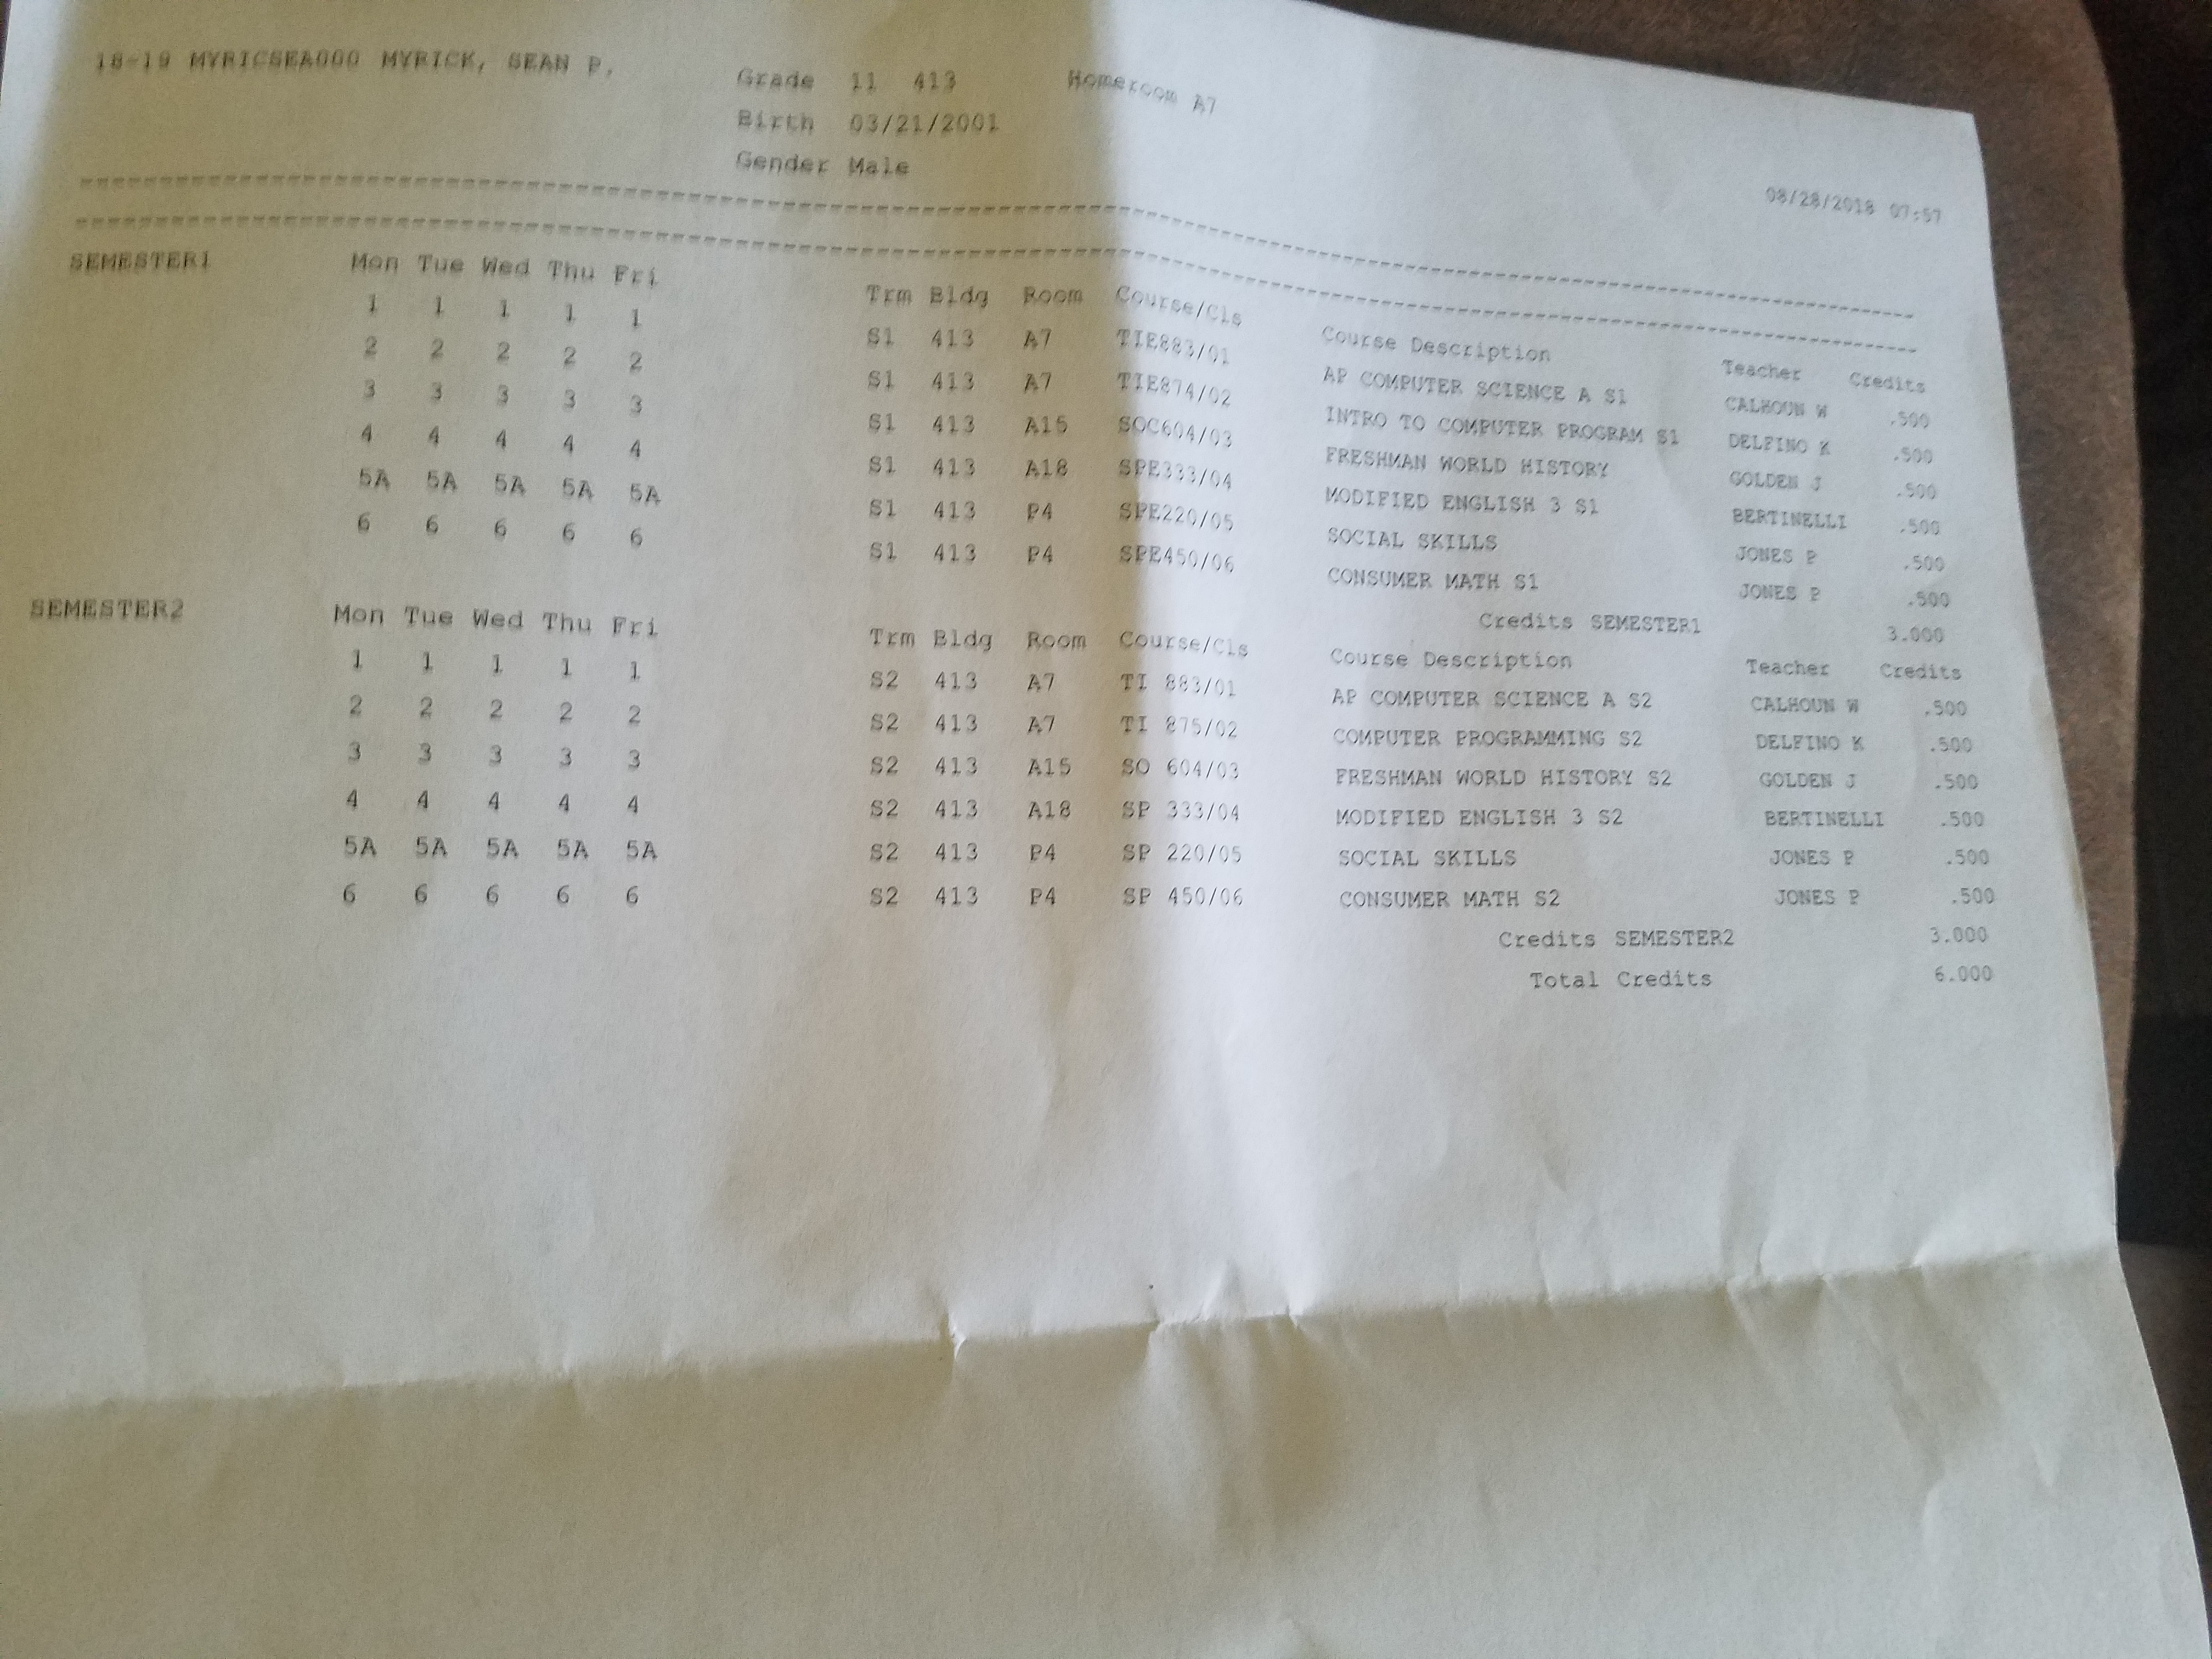 18-19 MYRICSEA000 MYRICK, SEAN P.
Grade 11 413 Homeroom A7
Birth 03/21/2001
Gender Male
08/28/2018 07:57
SEMESTER1 Mon Tue Wed Thu Fri Trm Bldg Room Course/Cls Course Description Teacher Credits
1 1 1 1 1 S1 413 A7 TIE883/01 AP COMPUTER SCIENCE A S1 CALHOUN W .500
2 2 2 2 2 S1 413 A7 TIE874/02 INTRO TO COMPUTER PROGRAM S1 DELFINO K .500
3 3 3 3 3 S1 413 A15 SOC604/03 FRESHMAN WORLD HISTORY GOLDEN J .500
4 4 4 4 4 S1 413 A18 SPE333/04 MODIFIED ENGLISH 3 S1 BERTINELLI .500
5A 5A 5A 5A 5A S1 413 P4 SPE220/05 SOCIAL SKILLS JONES P .500
6 6 6 6 6 S1 413 P4 SPE450/06 CONSUMER MATH S1 JONES P .500
Credits SEMESTER1 3.000
SEMESTER2 Mon Tue Wed Thu Fri Trm Bldg Room Course/Cls Course Description Teacher Credits
1 1 1 1 1 S2 413 A7 TI 883/01 AP COMPUTER SCIENCE A S2 CALHOUN W .500
2 2 2 2 2 S2 413 A7 TI 875/02 COMPUTER PROGRAMMING S2 DELFINO K .500
3 3 3 3 3 S2 413 A15 SO 604/03 FRESHMAN WORLD HISTORY S2 GOLDEN J .500
4 4 4 4 4 S2 413 A18 SP 333/04 MODIFIED ENGLISH 3 S2 BERTINELLI .500
5A 5A 5A 5A 5A S2 413 P4 SP 220/05 SOCIAL SKILLS JONES P .500
6 6 6 6 6 S2 413 P4 SP 450/06 CONSUMER MATH S2 JONES P .500
Credits SEMESTER2 3.000
Total Credits 6.000